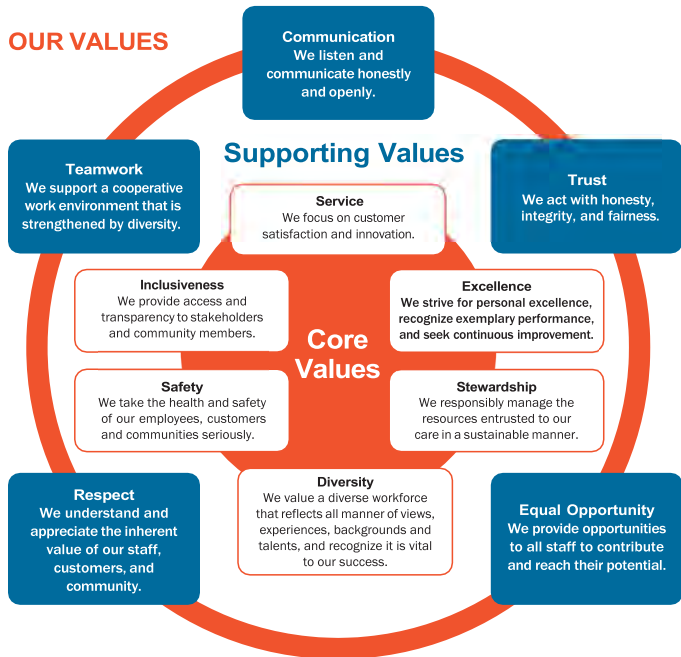 OUR VALUES
Communication
We listen and
communicate honestly
and openly.
Supporting Values
Teamwork
We support a cooperative
work environment that is
strengthened by diversity.
Trust
We act with honesty,
integrity, and fairness.
Service
We focus on customer
satisfaction and innovation.
Inclusiveness
We provide access and
transparency to stakeholders
and community members.
Excellence
We strive for personal excellence,
recognize exemplary performance,
and seek continuous improvement.
Core
Values
Safety
We take the health and safety
of our employees, customers
and communities seriously.
Stewardship
We responsibly manage the
resources entrusted to our
care in a sustainable manner.
Respect
We understand and
appreciate the inherent
value of our staff,
customers, and
community.
Diversity
We value a diverse workforce
that reflects all manner of views,
experiences, backgrounds and
talents, and recognize it is vital
to our success.
Equal Opportunity
We provide opportunities
to all staff to contribute
and reach their potential.